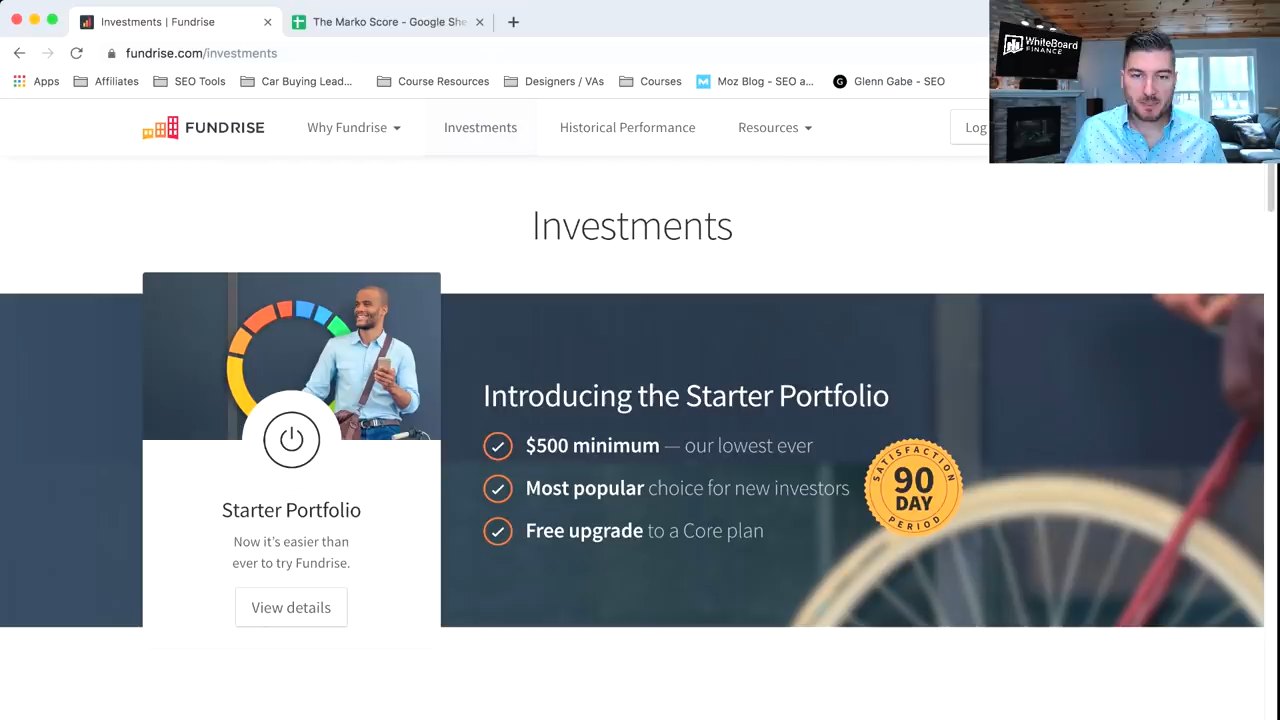 Investments | Fundrise
The Marko Score - Google She
fundrise.com/investments
Apps
Affiliates
SEO Tools
Car Buying Lead...
Course Resources
Designers / VAs
Courses
Moz Blog - SEO a...
Glenn Gabe - SEO
WhiteBoard
FINANCE
FUNDRISE
Why Fundrise
Investments
Historical Performance
Resources
Log
Investments
Introducing the Starter Portfolio
$500 minimum — our lowest ever
Most popular choice for new investors
Free upgrade to a Core plan
SATISFACTION
90
DAY
PERIOD
Starter Portfolio
Now it's easier than
ever to try Fundrise.
View details